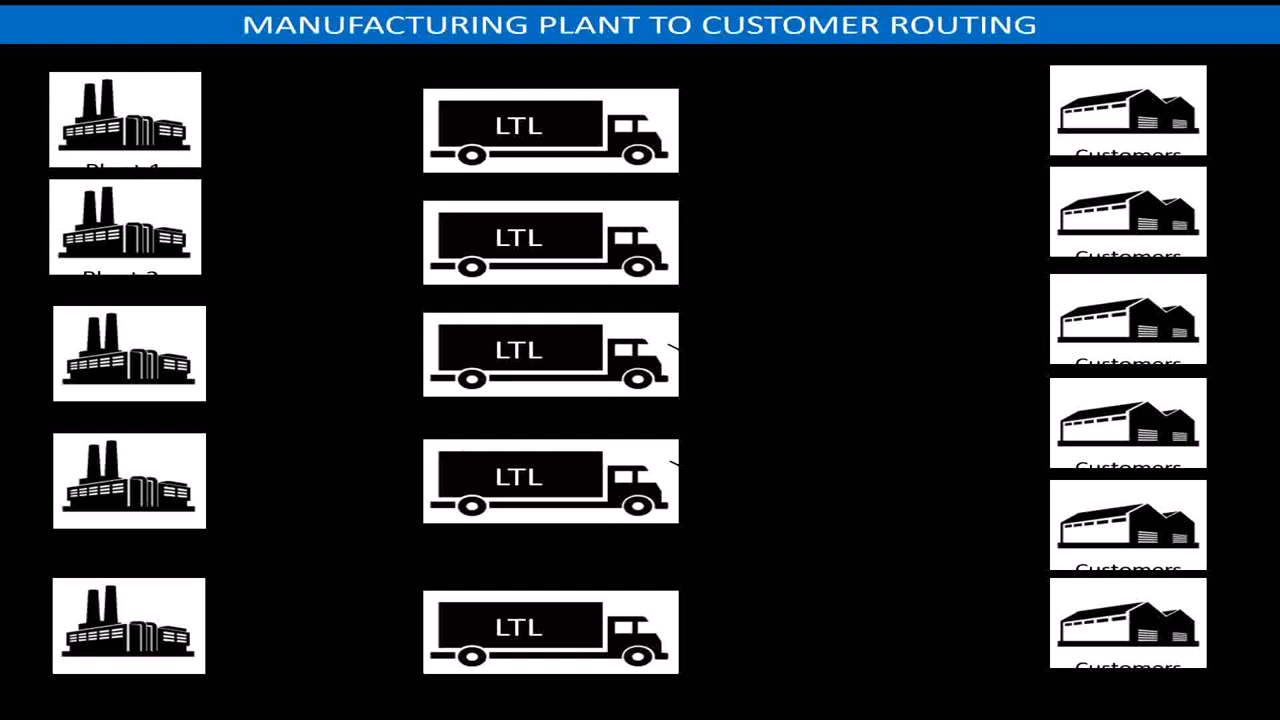 MANUFACTURING PLANT TO CUSTOMER ROUTING
LTL
Customers
Plant 1
LTL
Customers
Plant 2
LTL
Customers
LTL
Customers
Customers
LTL
Customers